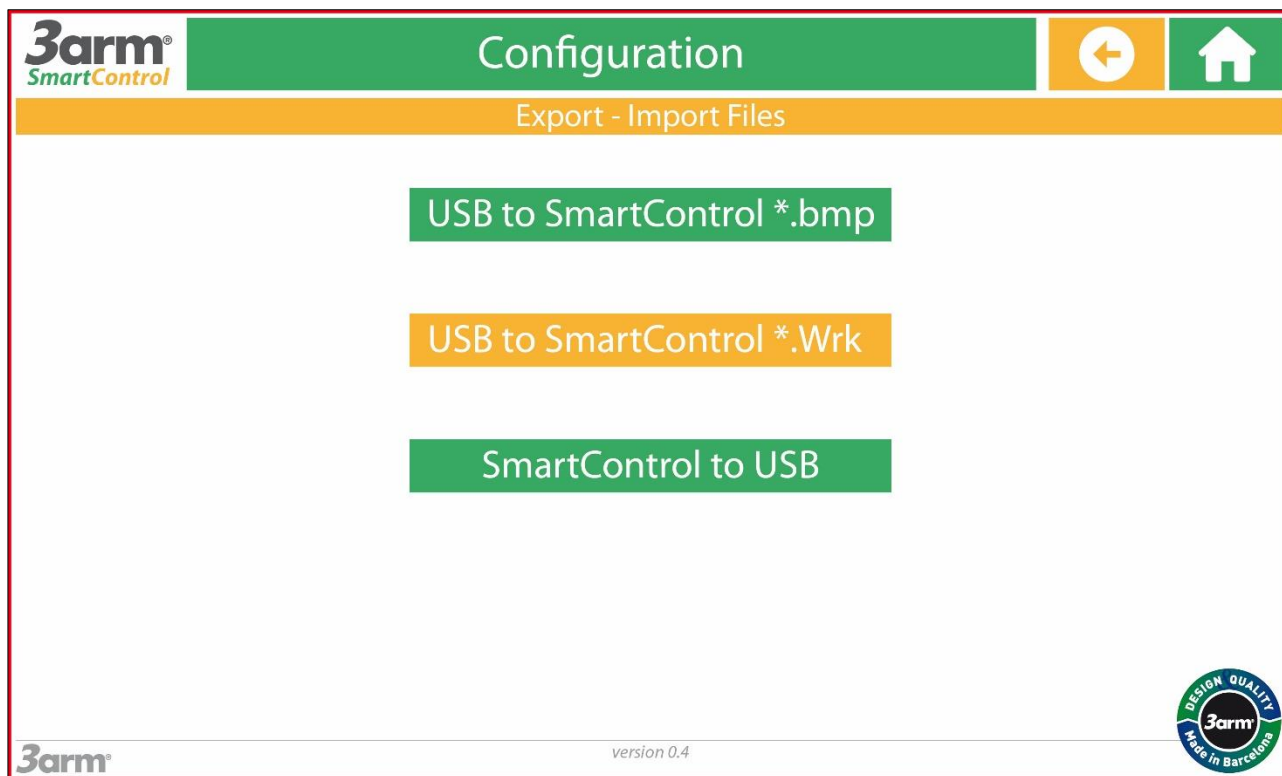 3arm®
SmartControl
Configuration
Export - Import Files
USB to SmartControl *.bmp
USB to SmartControl *.Wrk
SmartControl to USB
DESIGN QUALITY
3arm®
Made in Barcelona
version 0.4
3arm®